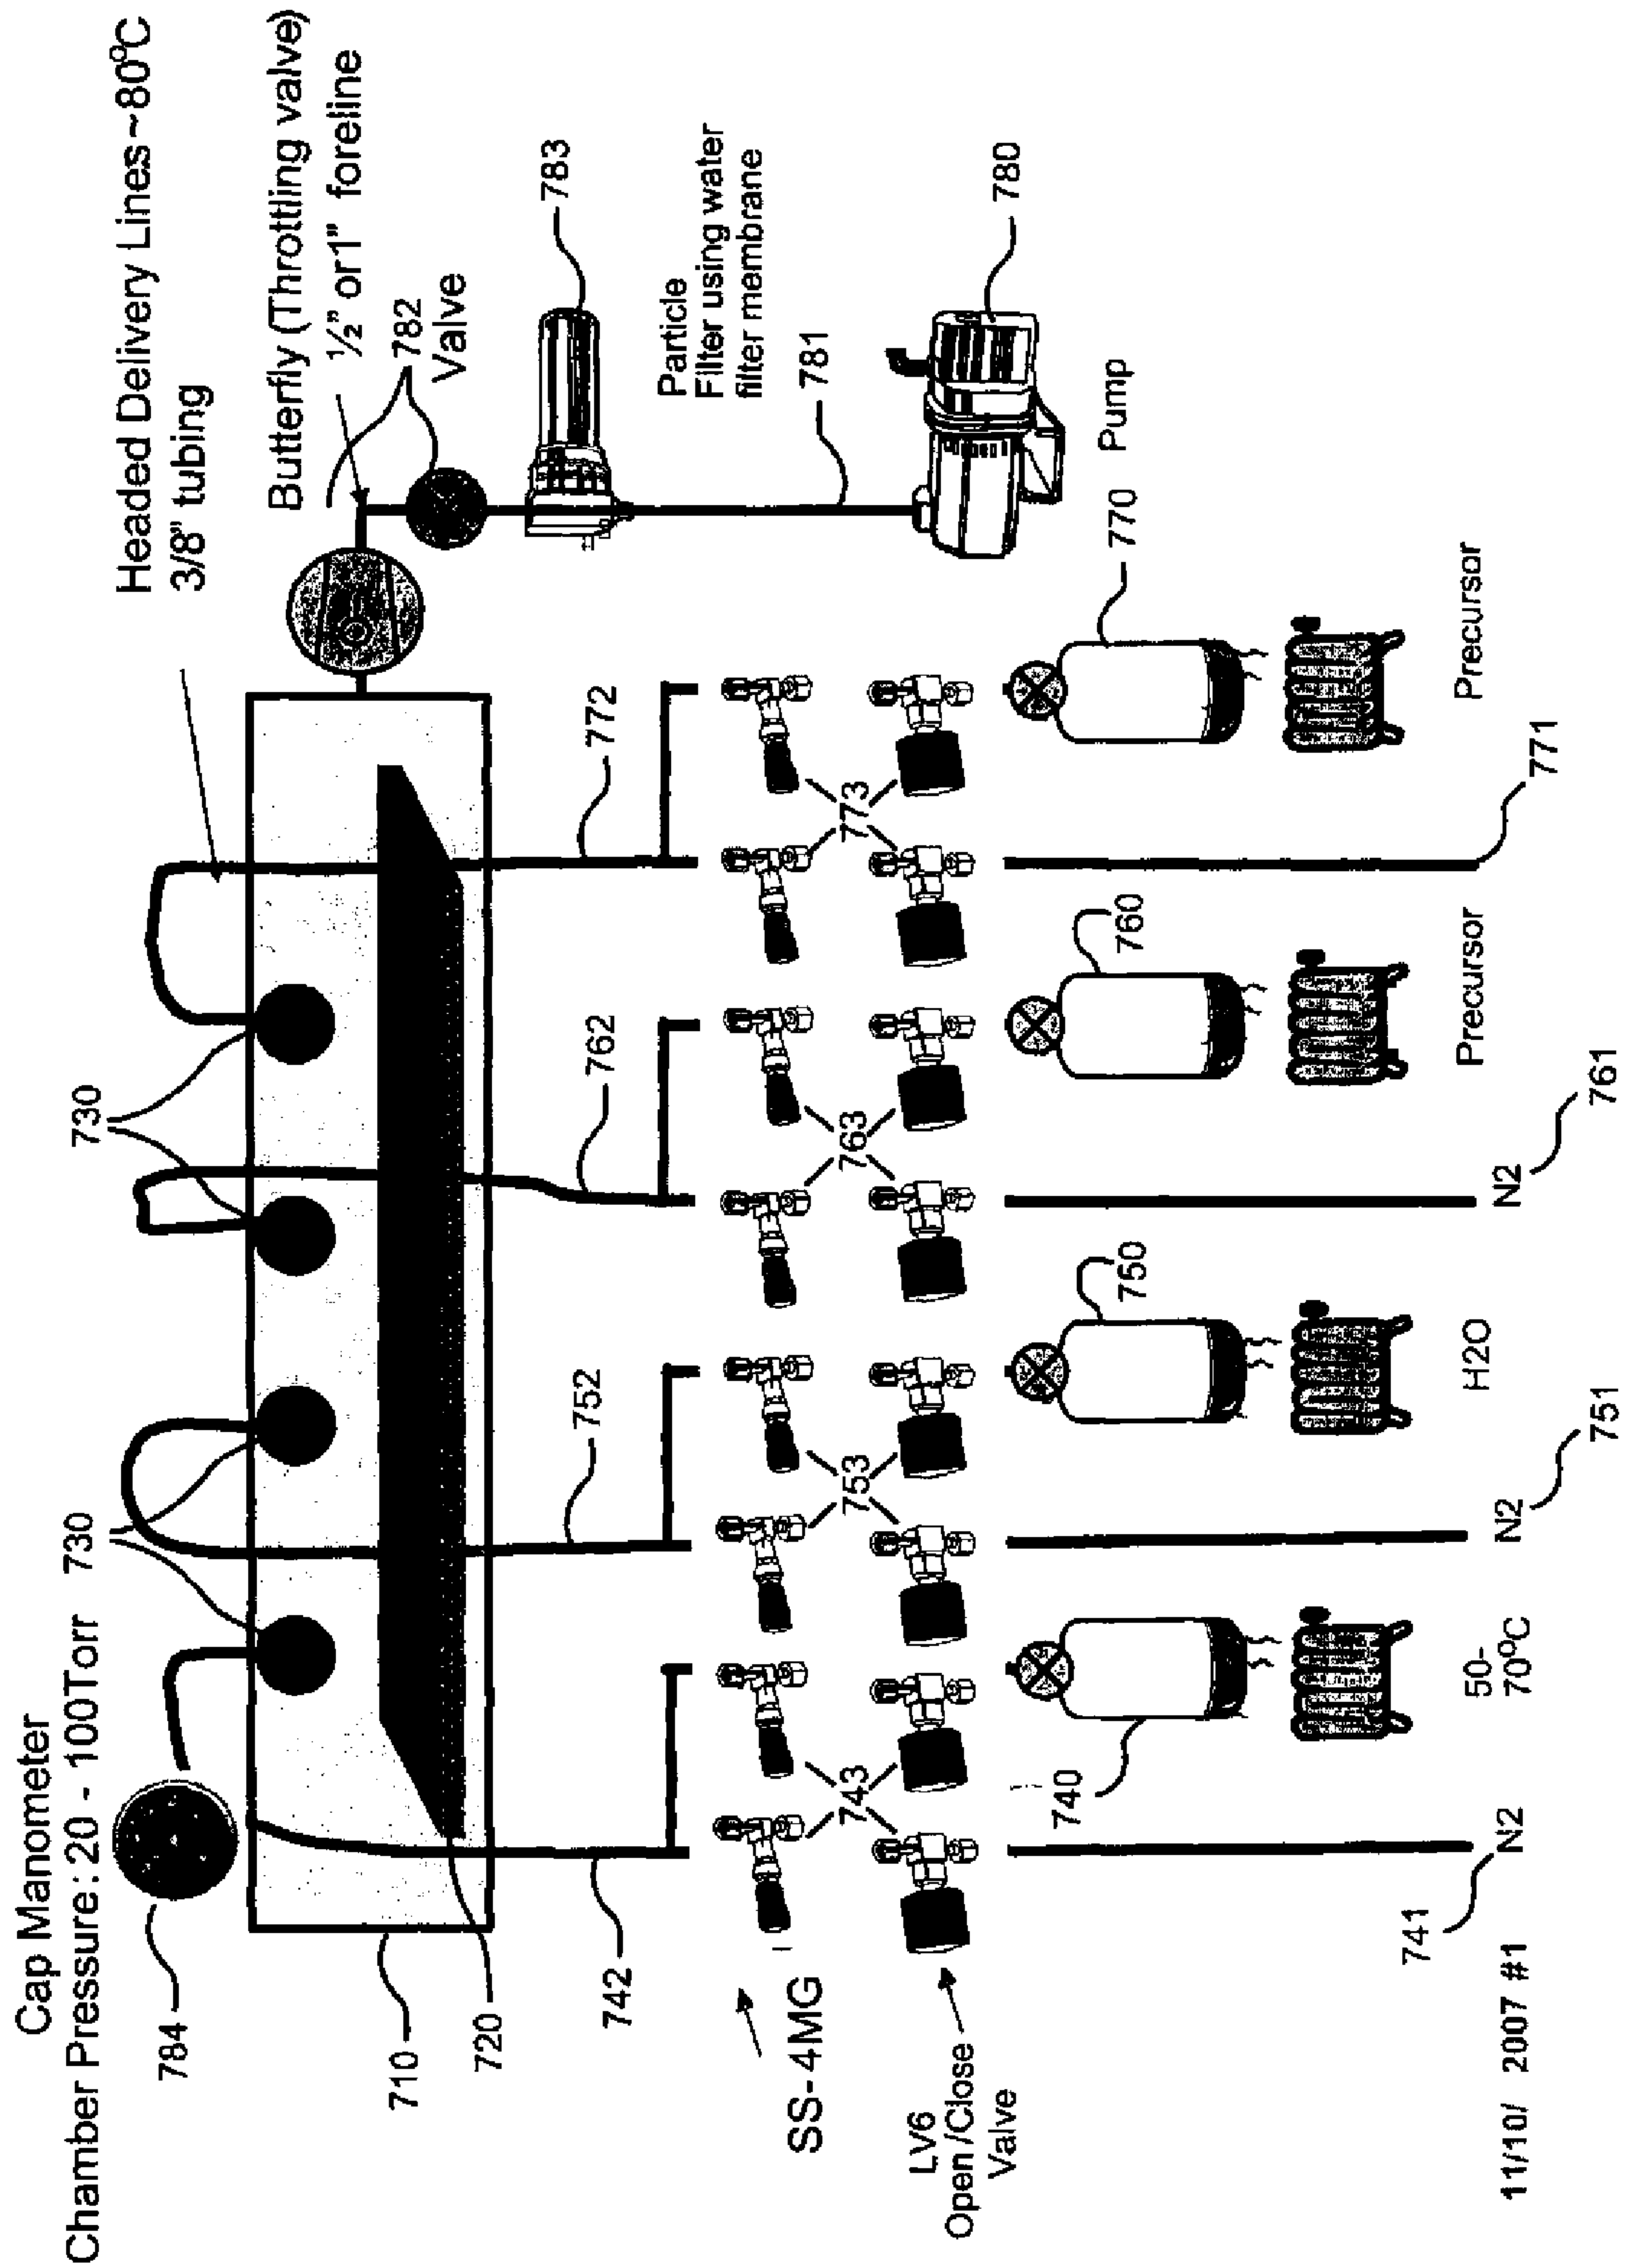 Cap Manometer
Chamber Pressure: 20 - 100Torr
784
730
730
Headed Delivery Lines ~80⁰C
3/8" tubing
Butterfly (Throttling valve)
½" or1" foreline
782
Valve
783
Particle
Filter using water
filter membrane
781
780
Pump
710
720
742
752
762
772
SS-4MG
743
753
763
773
LV6
Open /Close
Valve
740
750
760
770
50-
70⁰C
H2O
Precursor
Precursor
N2
N2
N2
741
751
761
771
11/10/ 2007 #1